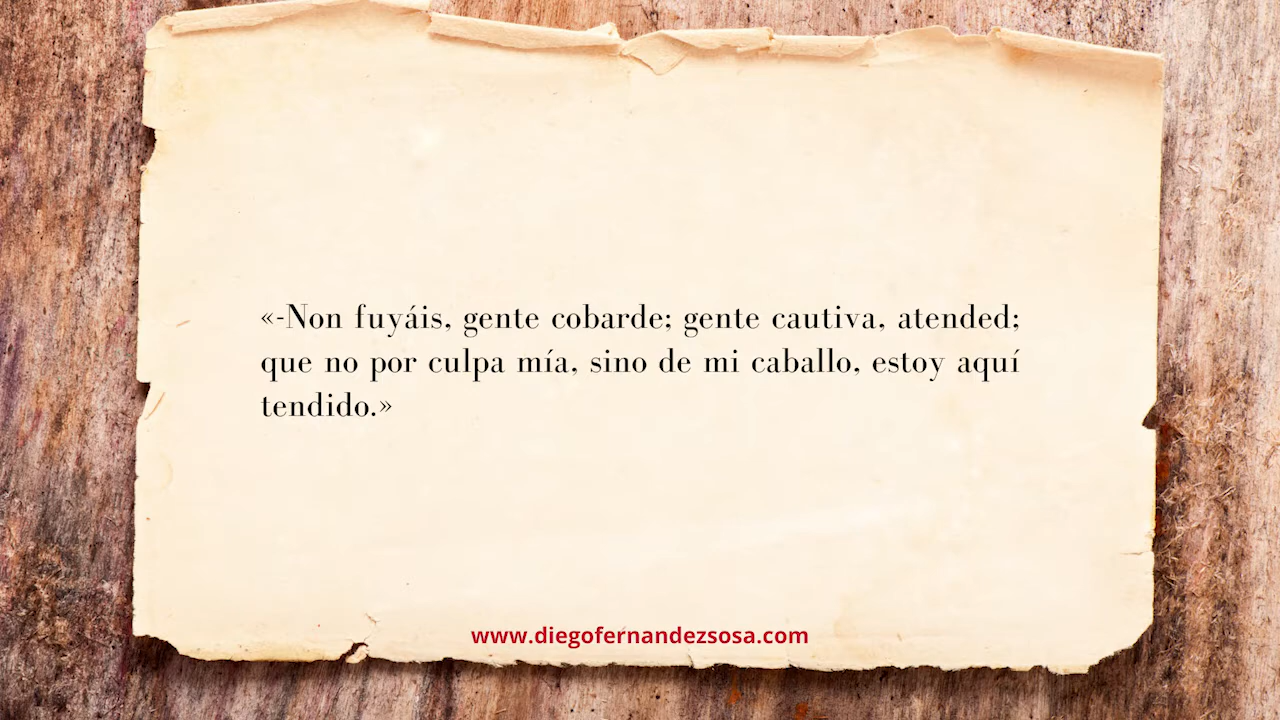 «-Non fuyáis, gente cobarde; gente cautiva, atended;
que no por culpa mía, sino de mi caballo, estoy aquí
tendido.»
www.diegofernandezsosa.com